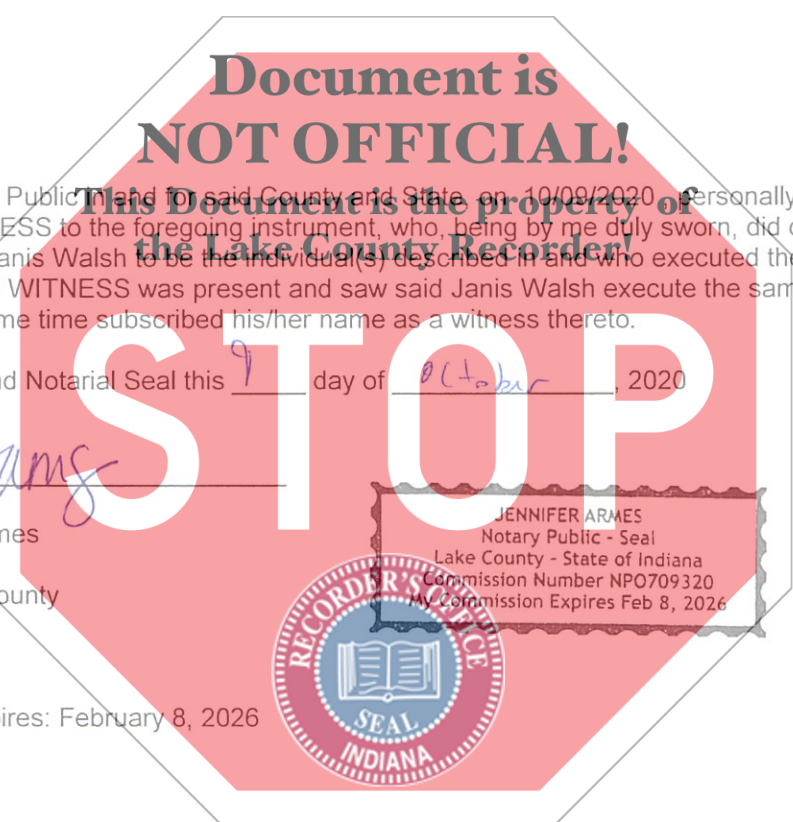 Document is
NOT OFFICIAL!
This Document is the property of
the Lake County Recorder!
Public in and for said County and State, on 10/09/2020, personally
ESS to the foregoing instrument, who, being by me duly sworn, did
anis Walsh to be the individual(s) described in and who executed the
WITNESS was present and saw said Janis Walsh execute the sam
me time subscribed his/her name as a witness thereto.
nd Notarial Seal this 9 day of October, 2020
STOP
mes
ounty
JENNIFER ARMES
Notary Public - Seal
Lake County - State of Indiana
Commission Number NP0709320
My Commission Expires Feb 8, 2026
RECORDER'S OFFICE
SEAL
INDIANA
ires: February 8, 2026